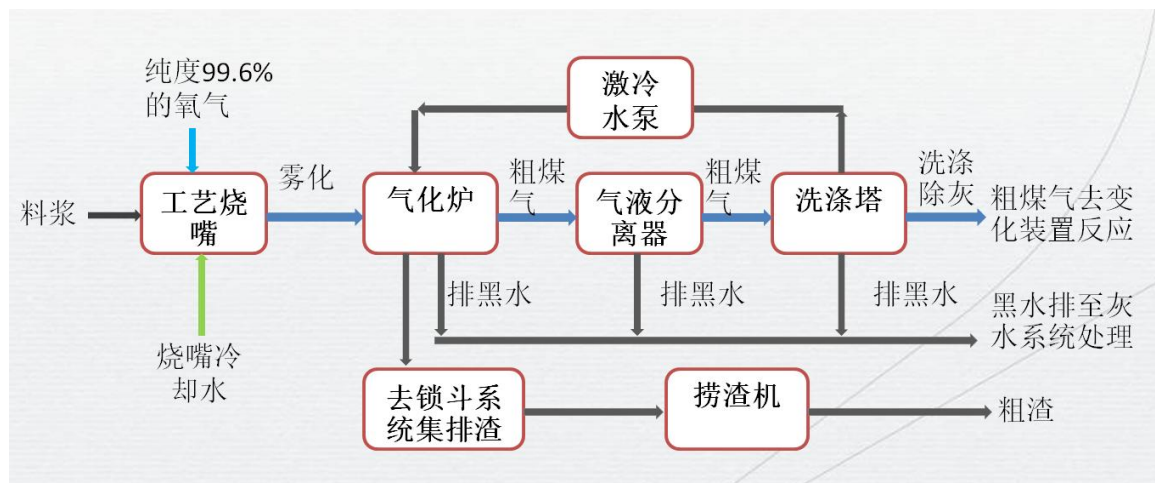 纯度99.6%
的氧气
激冷
水泵
雾化
粗煤
气
粗煤
气
洗涤
除灰
料浆
工艺烧
嘴
气化炉
气液分
离器
洗涤塔
粗煤气去变
化装置反应
排黑水
排黑水
排黑水
黑水排至灰
水系统处理
烧嘴冷
却水
去锁斗系
统集排渣
捞渣机
粗渣